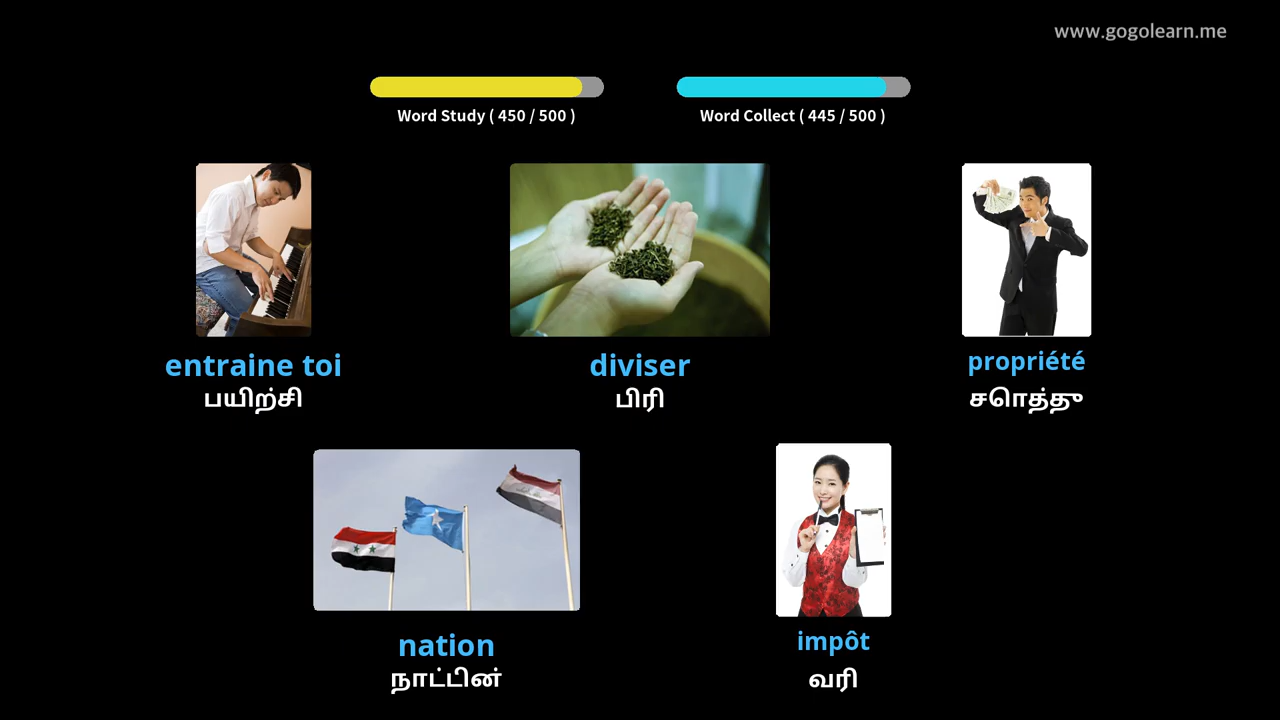 www.gogolearn.me
Word Study ( 450 / 500 )
Word Collect ( 445 / 500 )
entraine toi
பயிற்சி
diviser
பிரி
propriété
சொத்து
nation
நாட்டின்
impôt
வரி